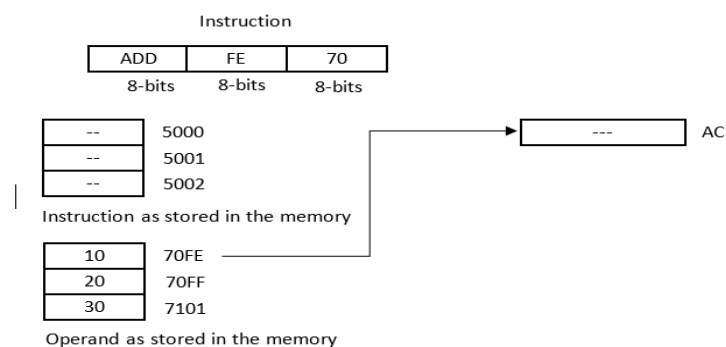 Instruction
ADD FE 70
8-bits 8-bits 8-bits
-- 5000 --- AC
-- 5001
-- 5002
Instruction as stored in the memory
10 70FE
20 70FF
30 7101
Operand as stored in the memory